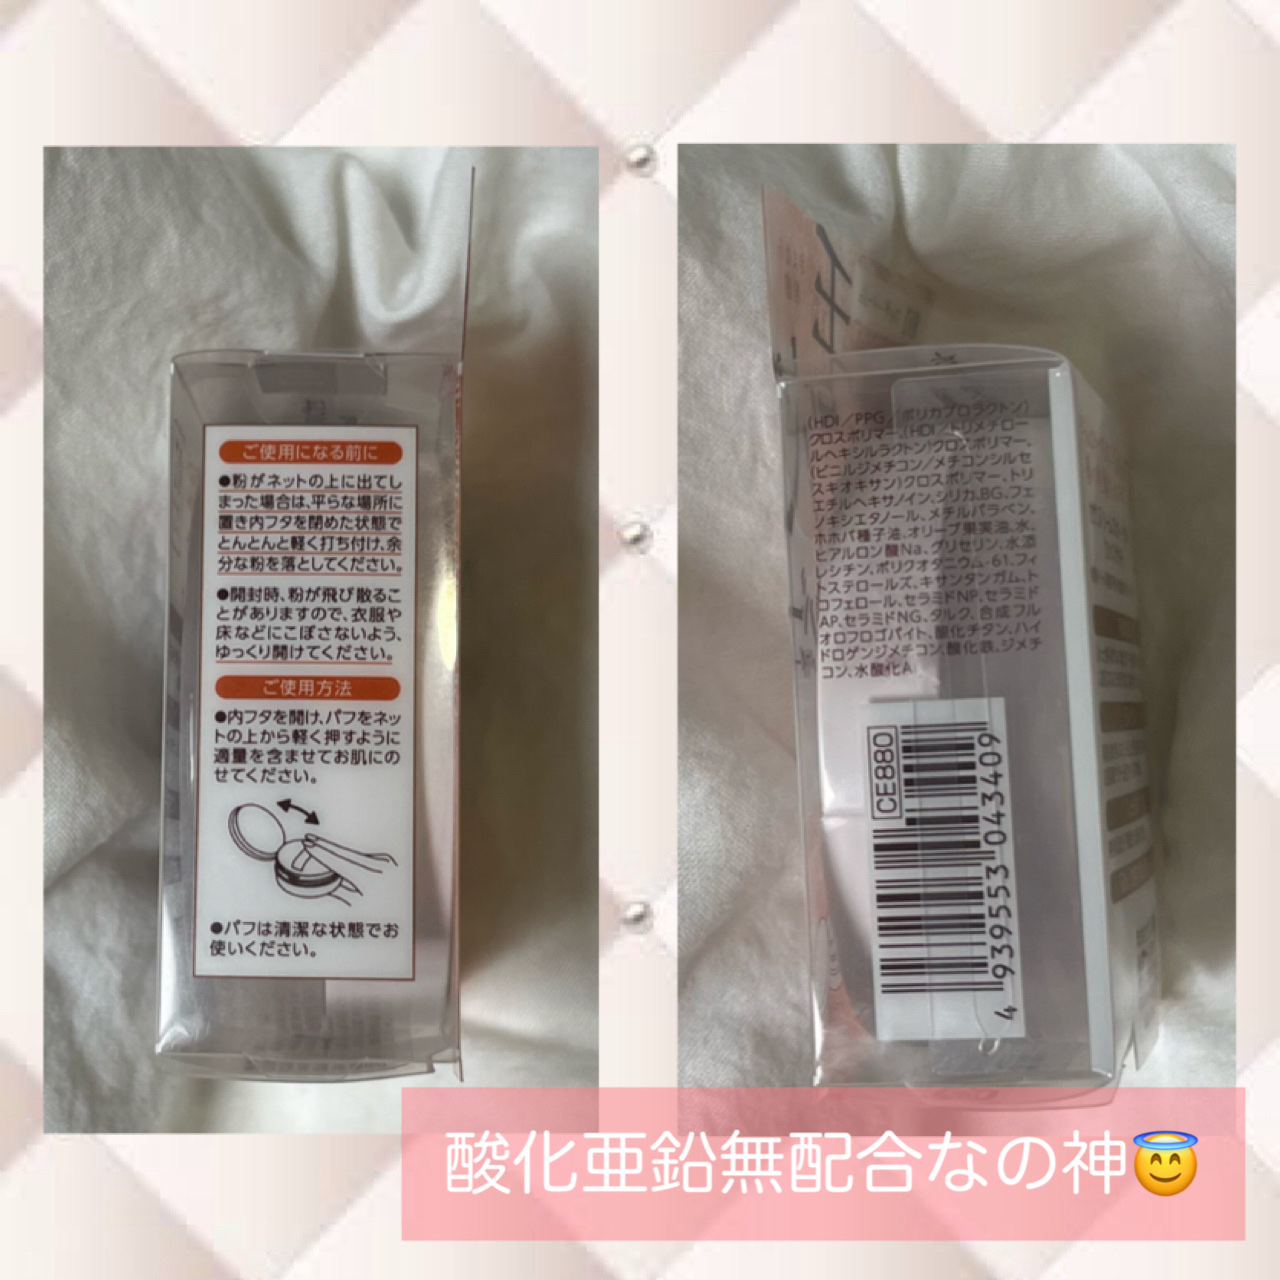 ご使用になる前に
●粉がネットの上に出てし
まった場合は、平らな場所に
置き内フタを閉めた状態で
とんとんと軽く打ち付け、余
分な粉を落としてください。
●開封時、粉が飛び散るこ
とがありますので、衣服や
床などにこぼさないよう、
ゆっくり開けてください。
ご使用方法
●内フタを開け、パフをネッ
トの上から軽く押すように
適量を含ませてお肌にの
せてください。
●パフは清潔な状態でお
使いください。
(HDI/PPG/ポリカプロラクトン)
クロスポリマー、(HDI/トリメチロー
ルヘキシルラクトン)クロスポリマー、
(ビニルジメチコン/メチコンシルセ
スキオキサン)クロスポリマー、トリ
エチルヘキサノイン、シリカ、BG、フェ
ノキシエタノール、メチルパラベン、
ホホバ種子油、オリーブ果実油、水、
ヒアルロン酸Na、グリセリン、水添
レシチン、ポリクオタニウム-61、フィ
トステロールズ、キサンタンガム、ト
コフェロール、セラミドNP、セラミド
AP、セラミドNG、タルク、合成フル
オロフロゴパイト、酸化チタン、ハイ
ドロゲンジメチコン、酸化鉄、ジメチ
コン、水酸化Al
CE880
4939553043409
酸化亜鉛無配合なの神😇